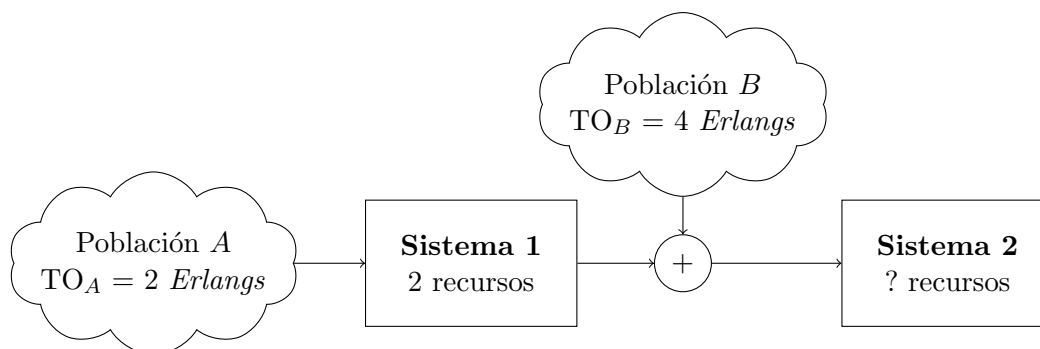 Población B
TO_B = 4 Erlangs
Población A
TO_A = 2 Erlangs
Sistema 1
2 recursos
+
Sistema 2
? recursos